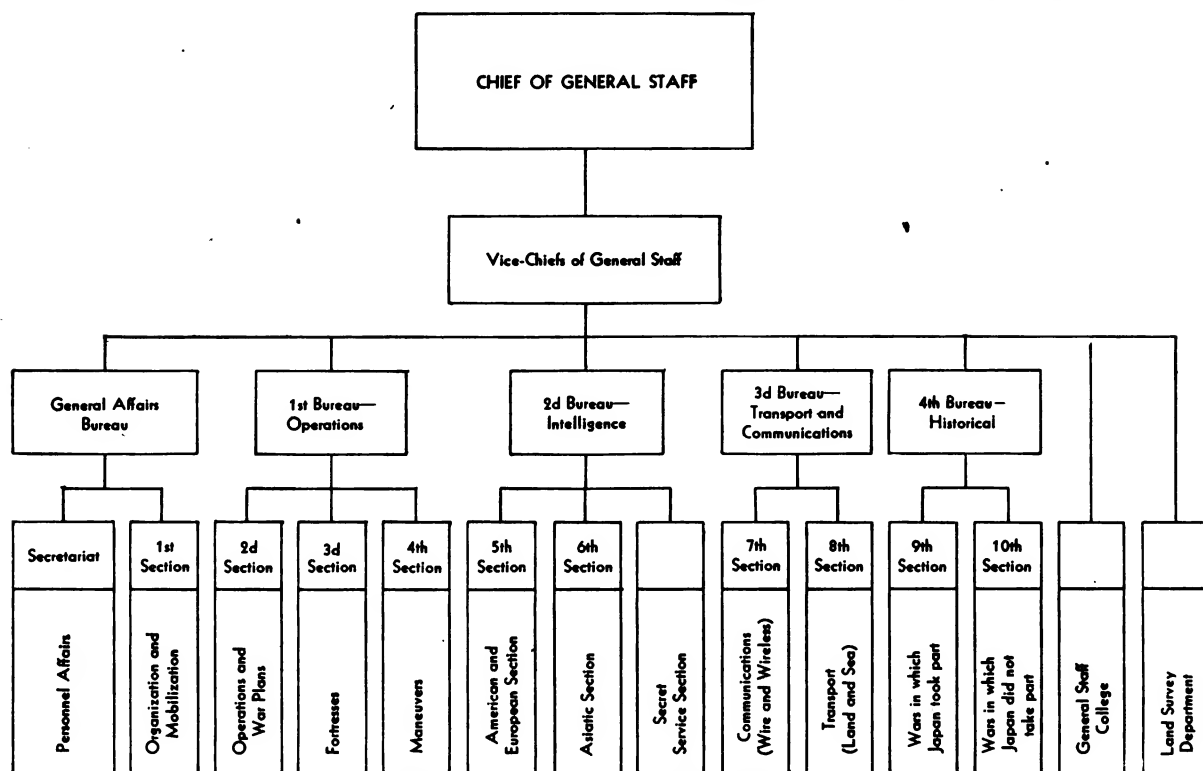 CHIEF OF GENERAL STAFF
Vice-Chiefs of General Staff
General Affairs
Bureau
1st Bureau—
Operations
2d Bureau—
Intelligence
3d Bureau—
Transport and
Communications
4th Bureau—
Historical
Secretariat
1st
Section
2d
Section
3d
Section
4th
Section
5th
Section
6th
Section
7th
Section
8th
Section
9th
Section
10th
Section
Personnel Affairs
Organization and
Mobilization
Operations and
War Plans
Fortresses
Maneuvers
American and
European Section
Asiatic Section
Secret
Service Section
Communications
(Wire and Wireless)
Transport
(Land and Sea)
Wars in which
Japan took part
Wars in which
Japan did not
take part
General Staff
College
Land Survey
Department